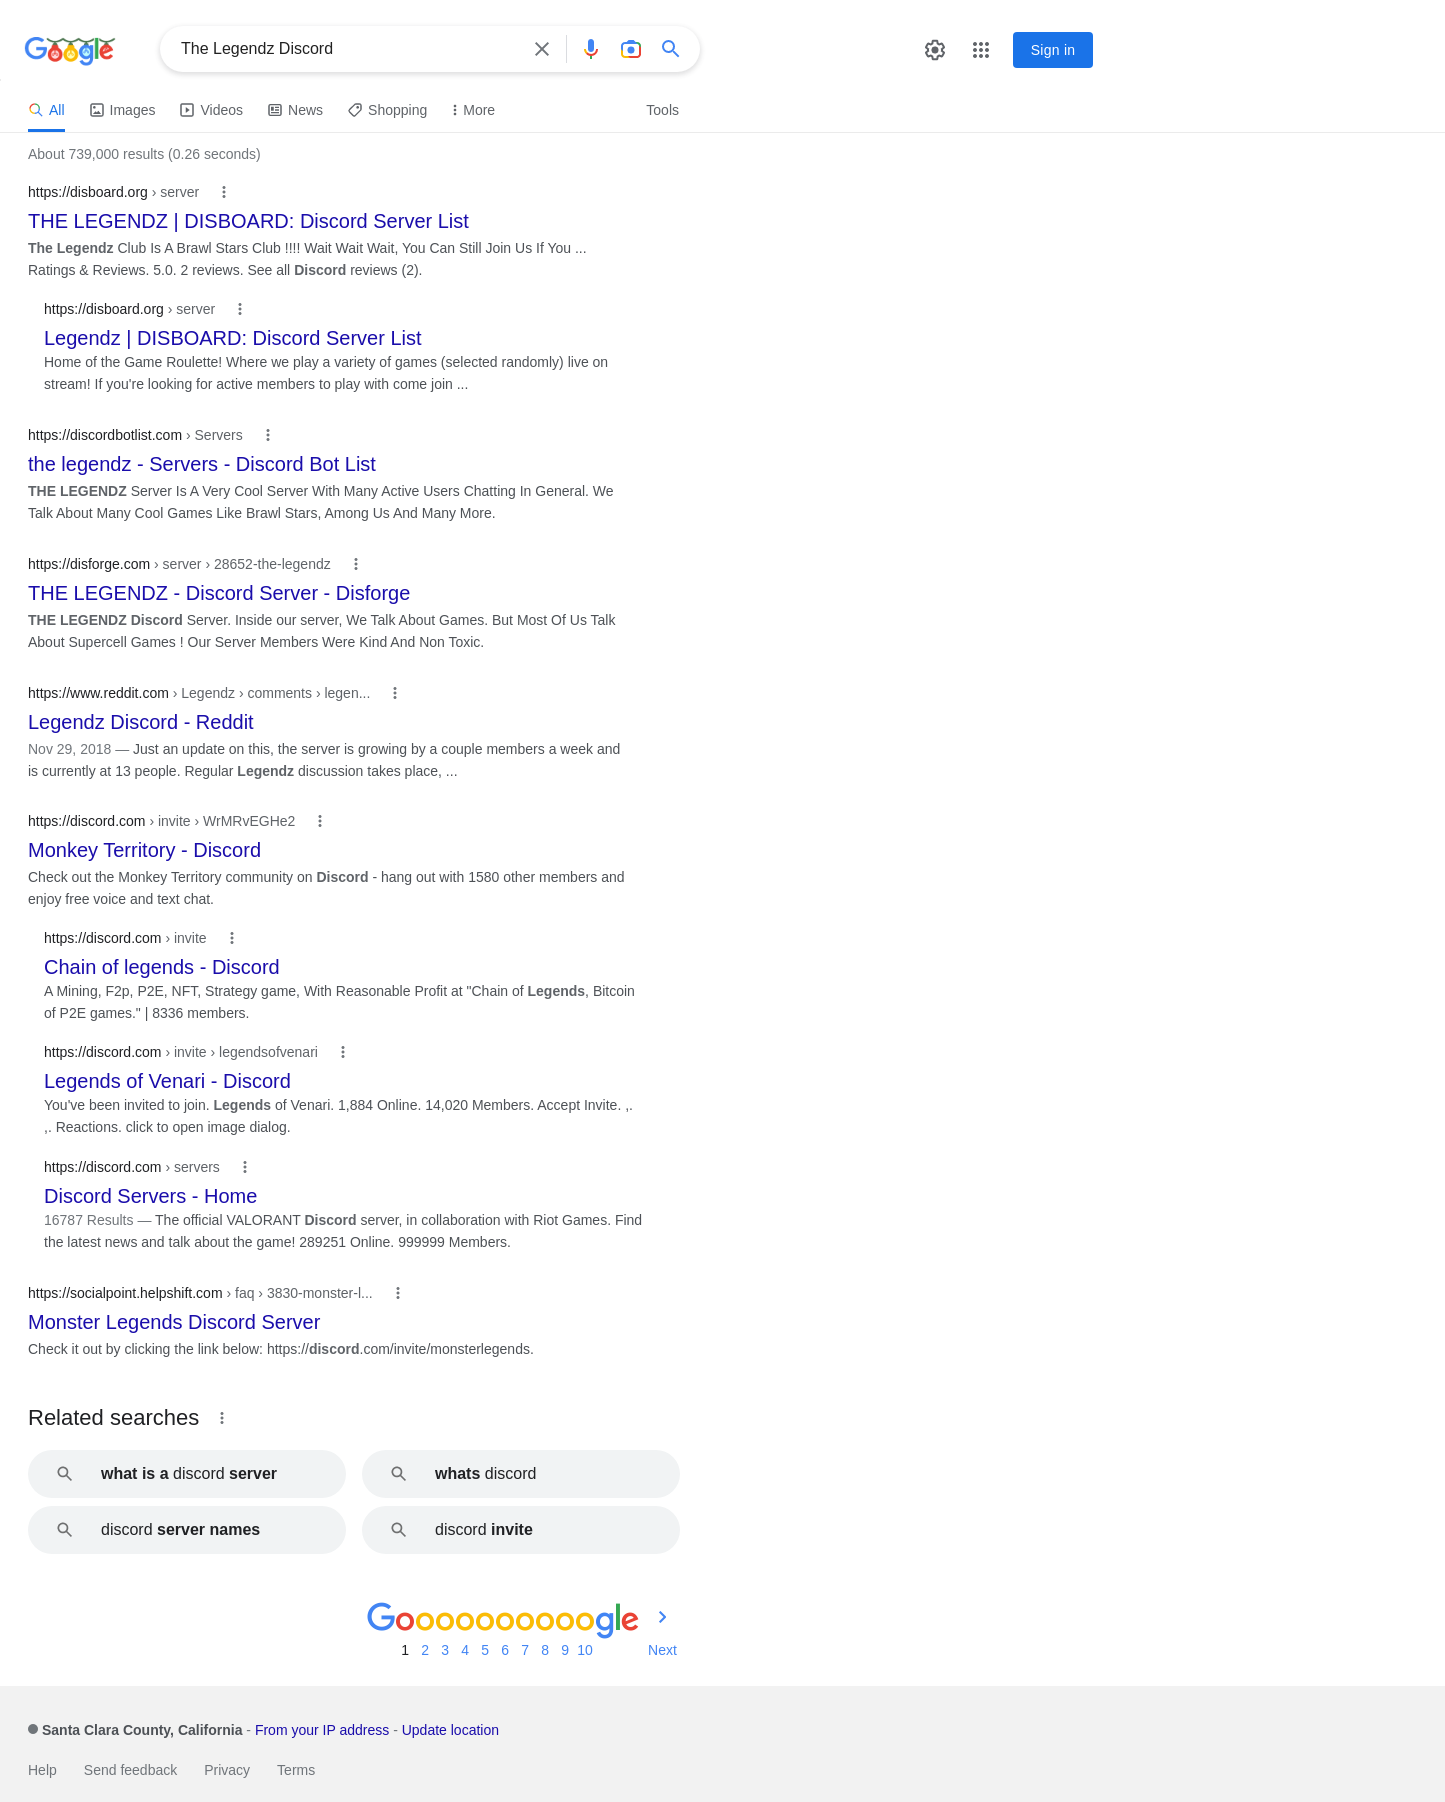 Google
The Legendz Discord
Sign in
All Images Videos News Shopping More Tools
About 739,000 results (0.26 seconds)
https://disboard.org › server
THE LEGENDZ | DISBOARD: Discord Server List
The Legendz Club Is A Brawl Stars Club !!!! Wait Wait Wait, You Can Still Join Us If You ...
Ratings & Reviews. 5.0. 2 reviews. See all Discord reviews (2).
https://disboard.org › server
Legendz | DISBOARD: Discord Server List
Home of the Game Roulette! Where we play a variety of games (selected randomly) live on
stream! If you're looking for active members to play with come join ...
https://discordbotlist.com › Servers
the legendz - Servers - Discord Bot List
THE LEGENDZ Server Is A Very Cool Server With Many Active Users Chatting In General. We
Talk About Many Cool Games Like Brawl Stars, Among Us And Many More.
https://disforge.com › server › 28652-the-legendz
THE LEGENDZ - Discord Server - Disforge
THE LEGENDZ Discord Server. Inside our server, We Talk About Games. But Most Of Us Talk
About Supercell Games ! Our Server Members Were Kind And Non Toxic.
https://www.reddit.com › Legendz › comments › legen...
Legendz Discord - Reddit
Nov 29, 2018 — Just an update on this, the server is growing by a couple members a week and
is currently at 13 people. Regular Legendz discussion takes place, ...
https://discord.com › invite › WrMRvEGHe2
Monkey Territory - Discord
Check out the Monkey Territory community on Discord - hang out with 1580 other members and
enjoy free voice and text chat.
https://discord.com › invite
Chain of legends - Discord
A Mining, F2p, P2E, NFT, Strategy game, With Reasonable Profit at "Chain of Legends, Bitcoin
of P2E games." | 8336 members.
https://discord.com › invite › legendsofvenari
Legends of Venari - Discord
You've been invited to join. Legends of Venari. 1,884 Online. 14,020 Members. Accept Invite. ,.
,. Reactions. click to open image dialog.
https://discord.com › servers
Discord Servers - Home
16787 Results — The official VALORANT Discord server, in collaboration with Riot Games. Find
the latest news and talk about the game! 289251 Online. 999999 Members.
https://socialpoint.helpshift.com › faq › 3830-monster-l...
Monster Legends Discord Server
Check it out by clicking the link below: https://discord.com/invite/monsterlegends.
Related searches
what is a discord server
whats discord
discord server names
discord invite
Goooooooooogle
1 2 3 4 5 6 7 8 9 10 Next
Santa Clara County, California - From your IP address - Update location
Help Send feedback Privacy Terms